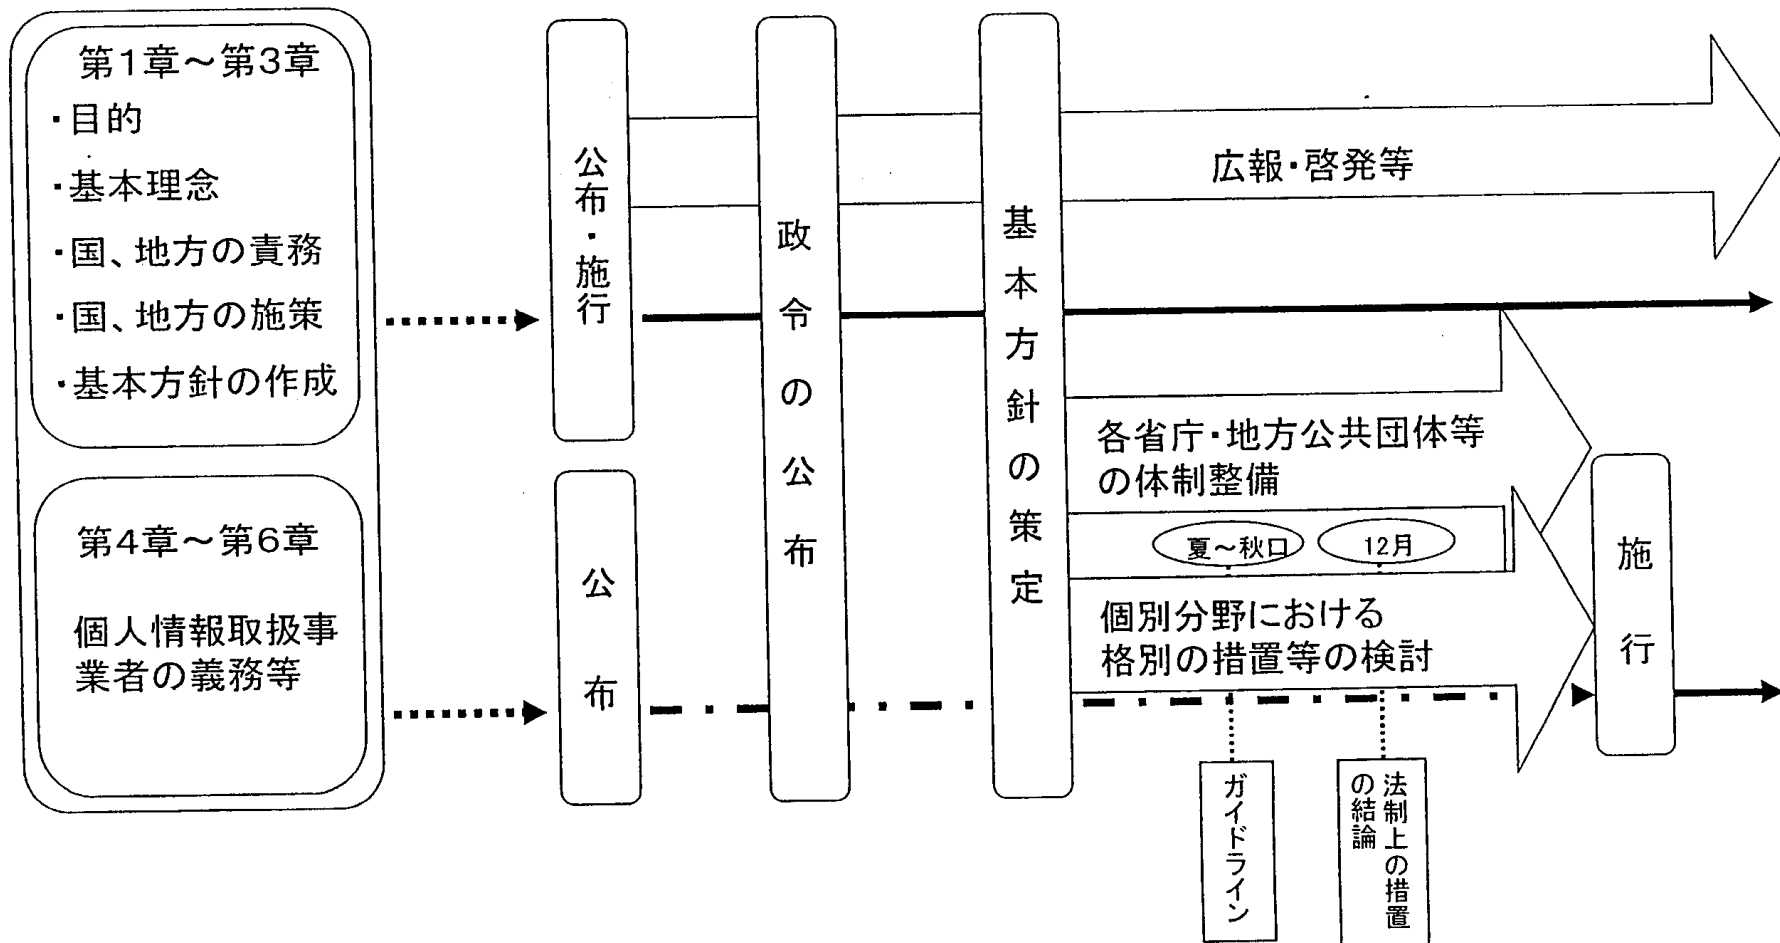 第1章～第3章
・目的
・基本理念
・国、地方の責務
・国、地方の施策
・基本方針の作成
第4章～第6章
個人情報取扱事
業者の義務等
公布・施行
公布
政令の公布
基本方針の策定
広報・啓発等
各省庁・地方公共団体等
の体制整備
夏～秋口
12月
個別分野における
格別の措置等の検討
ガイドライン
法制上の措置
の結論
施行